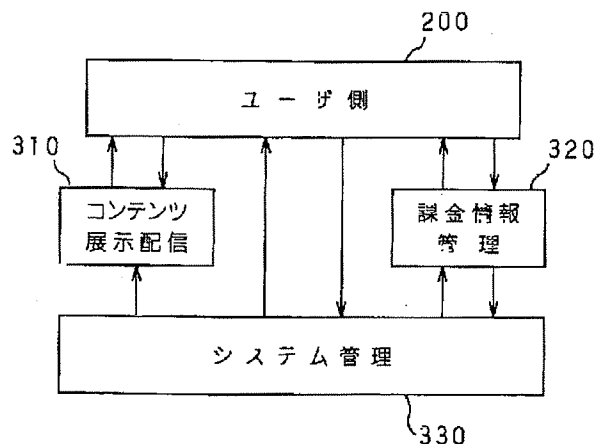 200
ユーザ側
310
320
コンテンツ
展示配信
課金情報
管理
システム管理
330